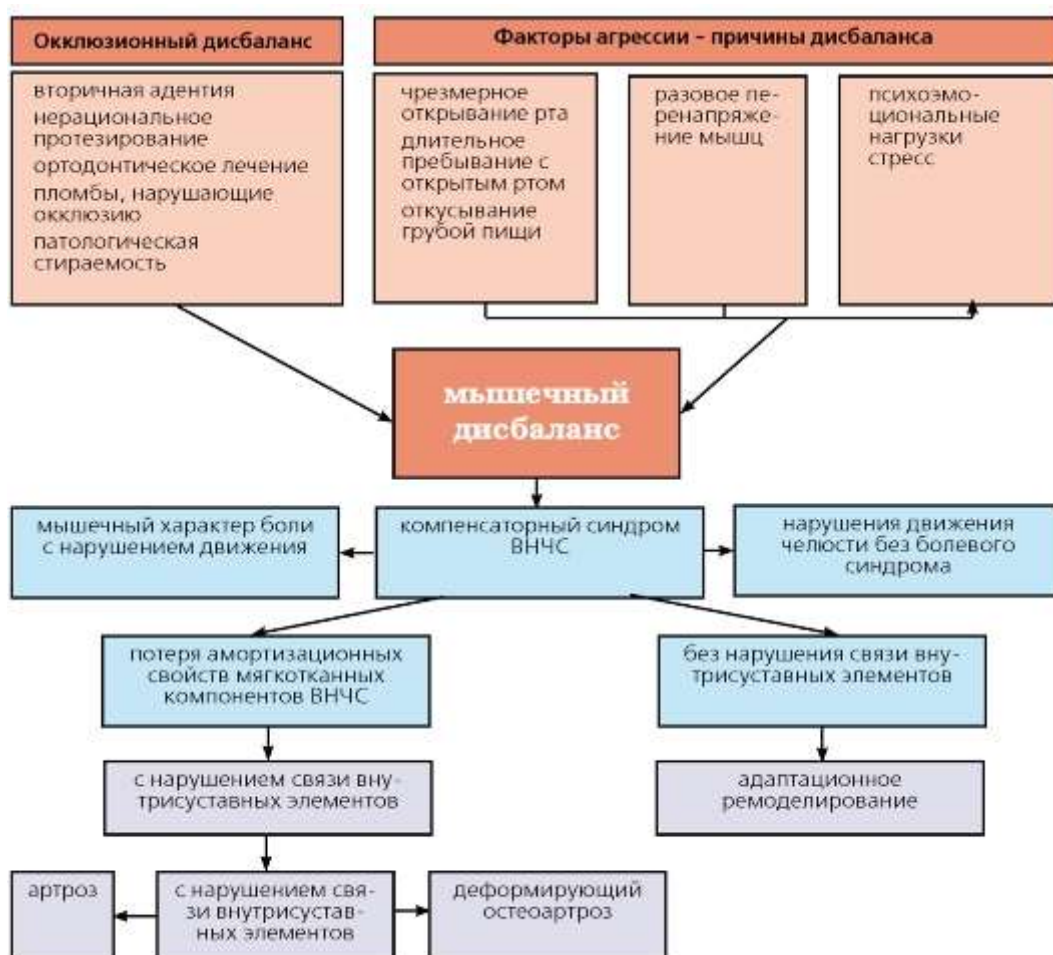 Окклюзионный дисбаланс
вторичная адентия
нерациональное
протезирование
ортодонтическое лечение
пломбы, нарушающие
окклюзию
патологическая
стираемость
Факторы агрессии – причины дисбаланса
чрезмерное
открывание рта
длительное
пребывание с
открытым ртом
откусывание
грубой пищи
разовое пе-
ренапряже-
ние мышц
психоэмо-
циональные
нагрузки
стресс
мышечный
дисбаланс
мышечный характер боли
с нарушением движения
компенсаторный синдром
ВНЧС
нарушения движения
челюсти без болевого
синдрома
потеря амортизационных
свойств мягкотканных
компонентов ВНЧС
без нарушения связи вну-
трисуставных элементов
с нарушением связи вну-
трисуставных элементов
адаптационное
ремоделирование
артроз
с нарушением свя-
зи внутрисустав-
ных элементов
деформирующий
остеоартроз